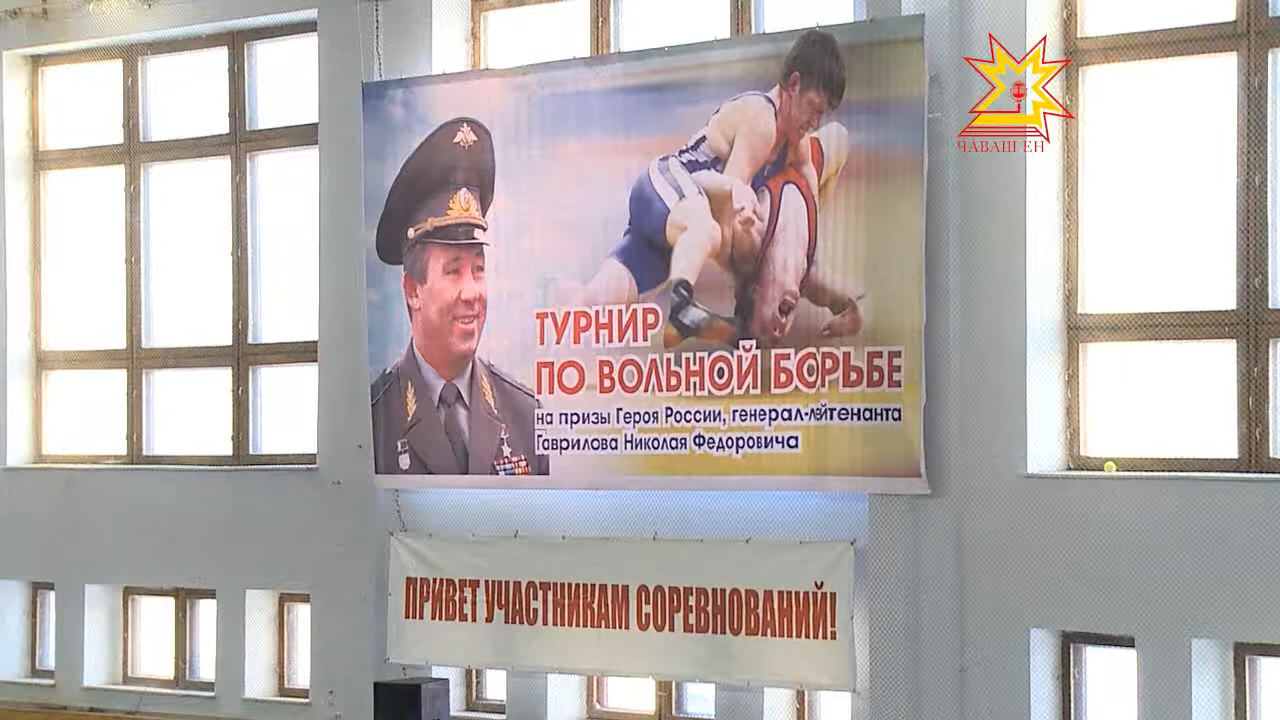 ЧĂВАШ ЕН
ТУРНИР
ПО ВОЛЬНОЙ БОРЬБЕ
на призы Героя России, генерал-лейтенанта
Гаврилова Николая Федоровича
ПРИВЕТ УЧАСТНИКАМ СОРЕВНОВАНИЙ!